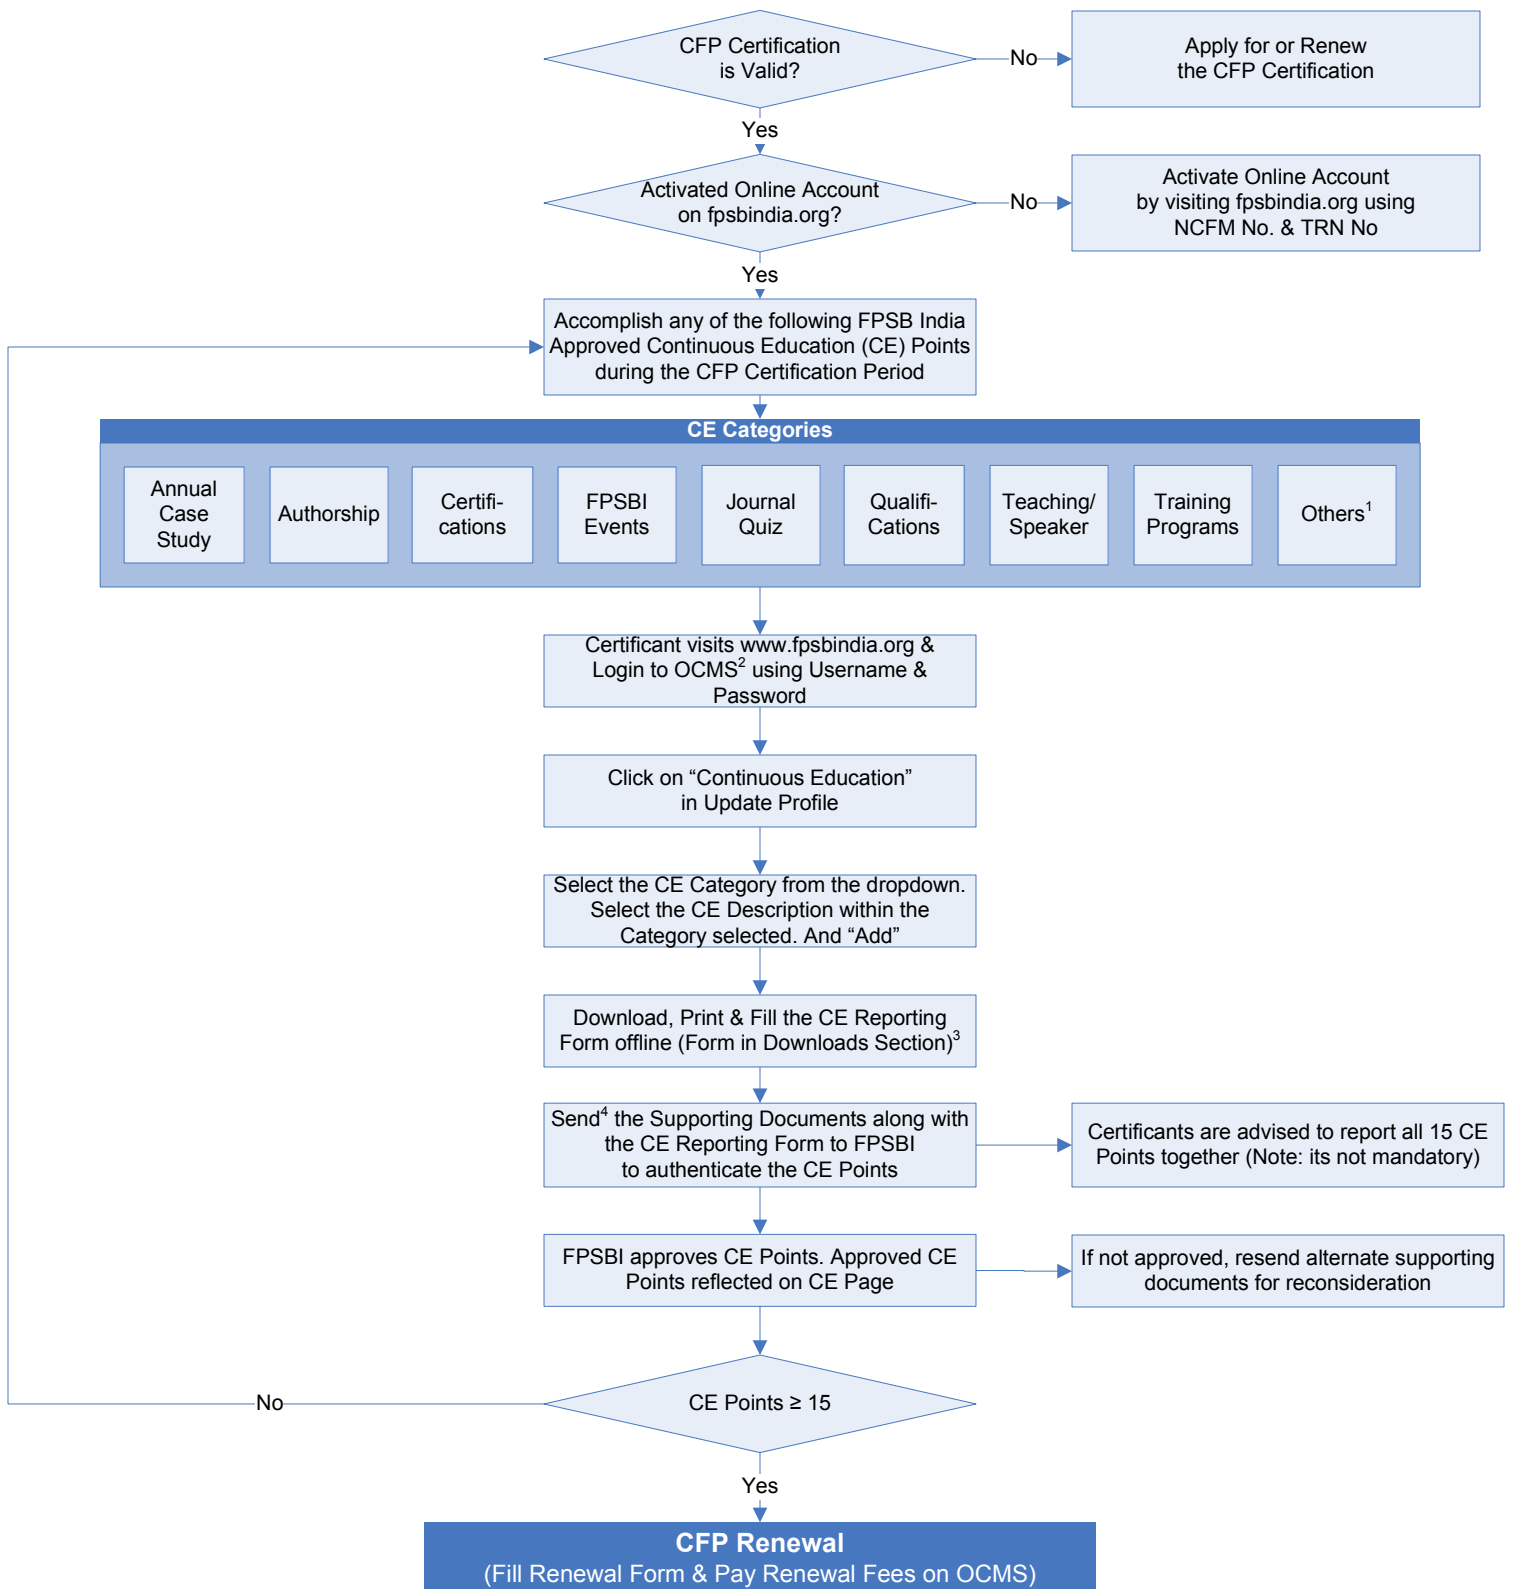 CFP Certification
is Valid?
No
Apply for or Renew
the CFP Certification
Yes
Activated Online Account
on fpsbindia.org?
No
Activate Online Account
by visiting fpsbindia.org using
NCFM No. & TRN No
Yes
Accomplish any of the following FPSB India
Approved Continuous Education (CE) Points
during the CFP Certification Period
CE Categories
Annual
Case
Study
Authorship
Certifi-
cations
FPSBI
Events
Journal
Quiz
Qualifi-
Cations
Teaching/
Speaker
Training
Programs
Others¹
Certificant visits www.fpsbindia.org &
Login to OCMS² using Username &
Password
Click on “Continuous Education”
in Update Profile
Select the CE Category from the dropdown.
Select the CE Description within the
Category selected. And “Add”
Download, Print & Fill the CE Reporting
Form offline (Form in Downloads Section)³
Send⁴ the Supporting Documents along with
the CE Reporting Form to FPSBI
to authenticate the CE Points
Certificants are advised to report all 15 CE
Points together (Note: its not mandatory)
FPSBI approves CE Points. Approved CE
Points reflected on CE Page
If not approved, resend alternate supporting
documents for reconsideration
CE Points ≥ 15
No
Yes
CFP Renewal
(Fill Renewal Form & Pay Renewal Fees on OCMS)